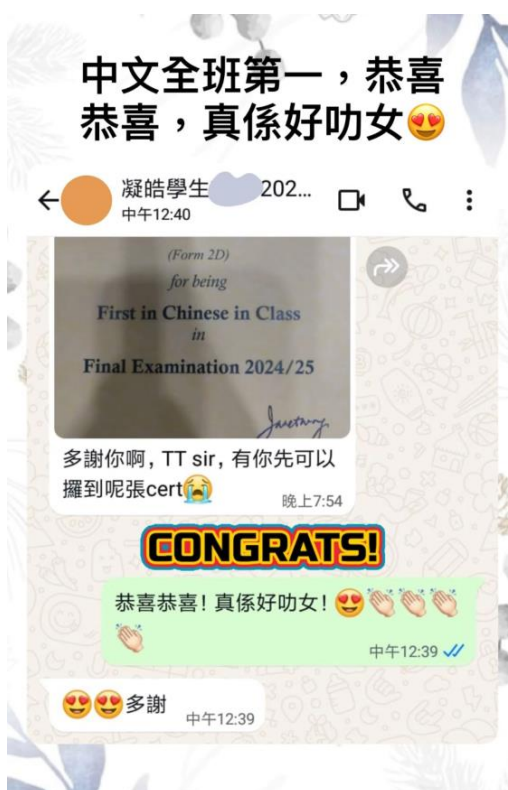 中文全班第一，恭喜
恭喜，真係好叻女😍
凝皓學生 202...
中午12:40
(Form 2D)
for being
First in Chinese in Class
in
Final Examination 2024/25
多謝你啊, TT sir, 有你先可以
攞到呢張cert😭
晚上7:54
CONGRATS!
恭喜恭喜! 真係好叻女! 😍👏🏻👏🏻👏🏻
👏🏻
中午12:39
😍😍多謝
中午12:39